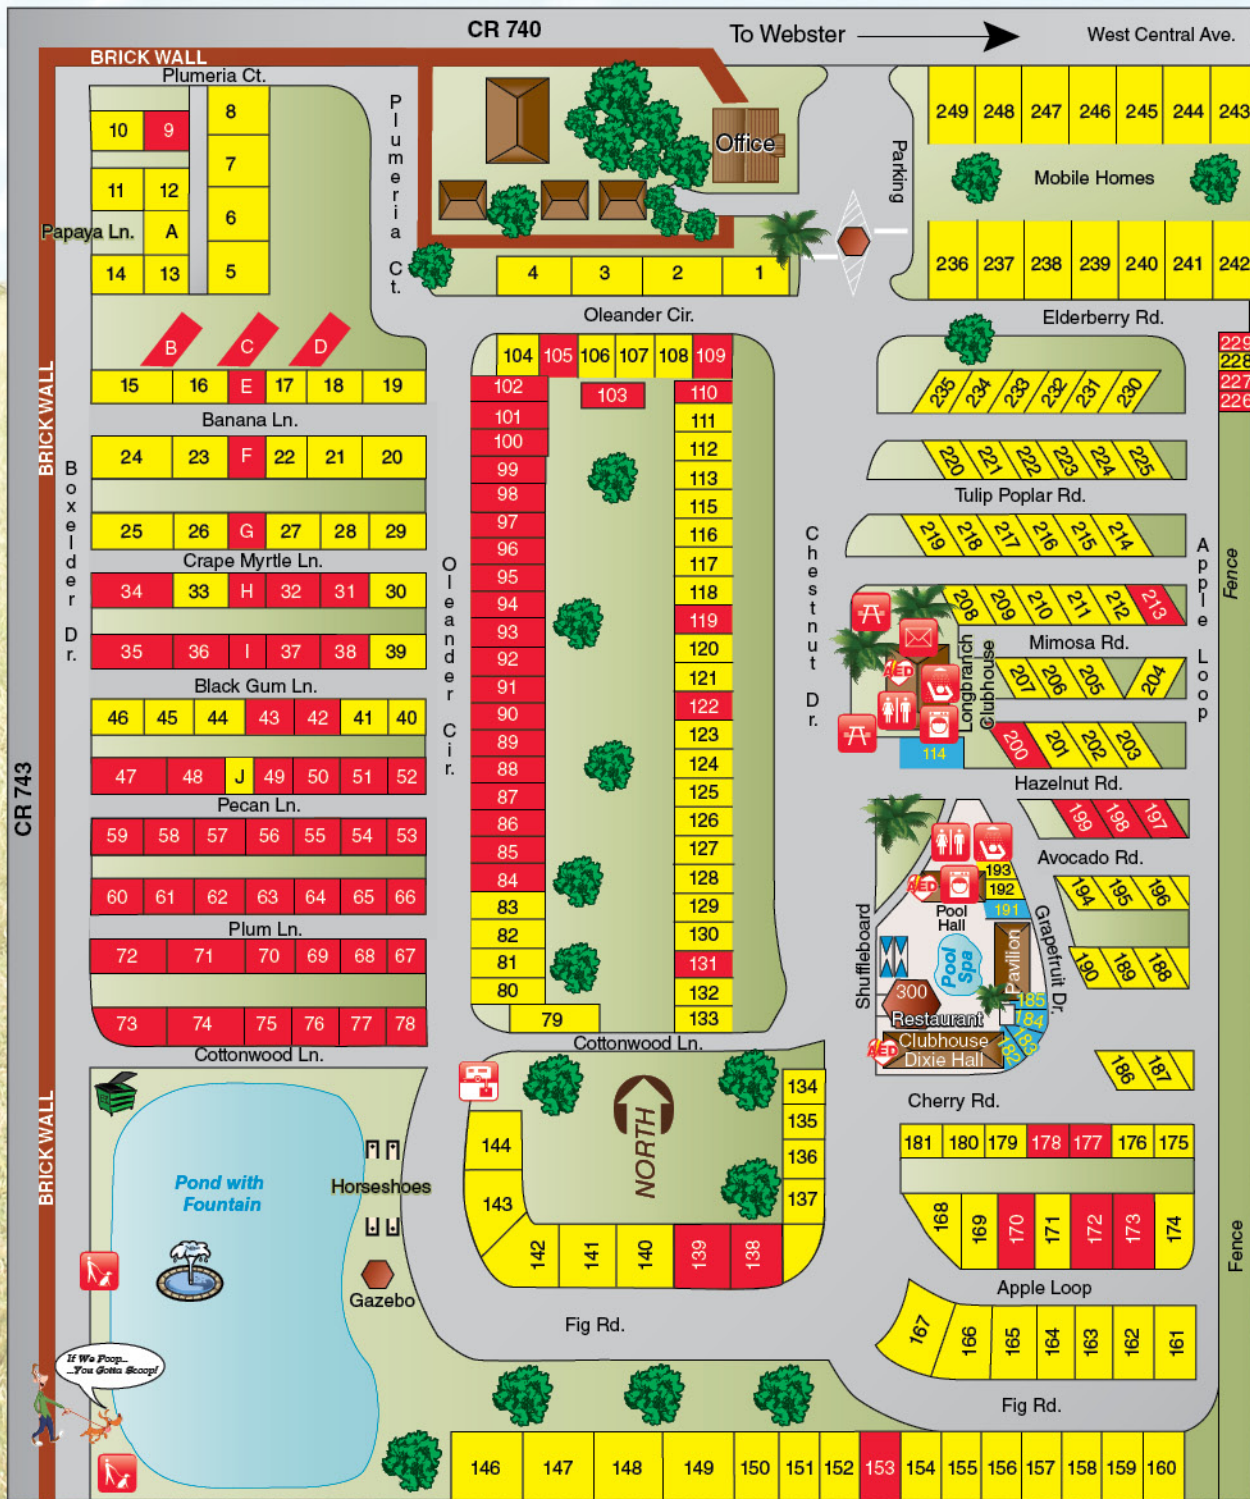 CR 740
To Webster
West Central Ave.
BRICK WALL
Plumeria Ct.
8
10 9
7
11 12
6
Papaya Ln. A
14 13
5
Plumeria Ct.
Office
Parking
249 248 247 246 245 244 243
Mobile Homes
236 237 238 239 240 241 242
4 3 2 1
Oleander Cir.
Elderberry Rd.
B C D
15 16 E 17 18 19
Banana Ln.
24 23 F 22 21 20
25 26 G 27 28 29
Crape Myrtle Ln.
34 33 H 32 31 30
35 36 I 37 38 39
Black Gum Ln.
46 45 44 43 42 41 40
47 48 J 49 50 51 52
Pecan Ln.
59 58 57 56 55 54 53
60 61 62 63 64 65 66
Plum Ln.
72 71 70 69 68 67
73 74 75 76 77 78
Cottonwood Ln.
BRICK WALL
Boxelder Dr.
CR 743
BRICK WALL
104 105 106 107 108 109
102 103 110
101 111
100 112
99 113
98 115
97 116
96 117
95 118
94 119
93 120
92 121
91 122
90 123
89 124
88 125
87 126
86 127
85 128
84 129
83 130
82 131
81 132
80 133
79
Oleander Cir.
Cottonwood Ln.
229
228
227
226
235 234 233 232 231 230
220 221 222 223 224 225
Tulip Poplar Rd.
219 218 217 216 215 214
Chestnut Dr.
Apple Loop
Fence
208 209 210 211 212 213
Mimosa Rd.
207 206 205 204
AED
Longbranch
Clubhouse
114
200 201 202 203
Hazelnut Rd.
199 198 197
Avocado Rd.
AED
193
192
191
194 195 196
Pool
Hall
Shuffleboard
Pool
Spa
Pavilion
Grapefruit Dr.
190 189 188
300
Restaurant
185
184
183
182
AED
Clubhouse
Dixie Hall
186 187
Cherry Rd.
181 180 179 178 177 176 175
168 169 170 171 172 173 174
Apple Loop
Fence
167 166 165 164 163 162 161
Fig Rd.
NORTH
134
135
136
137
144
143
142 141 140 139 138
Fig Rd.
Pond with
Fountain
Horseshoes
Gazebo
If We Poop...
...You Gotta Scoop!
146 147 148 149 150 151 152 153 154 155 156 157 158 159 160